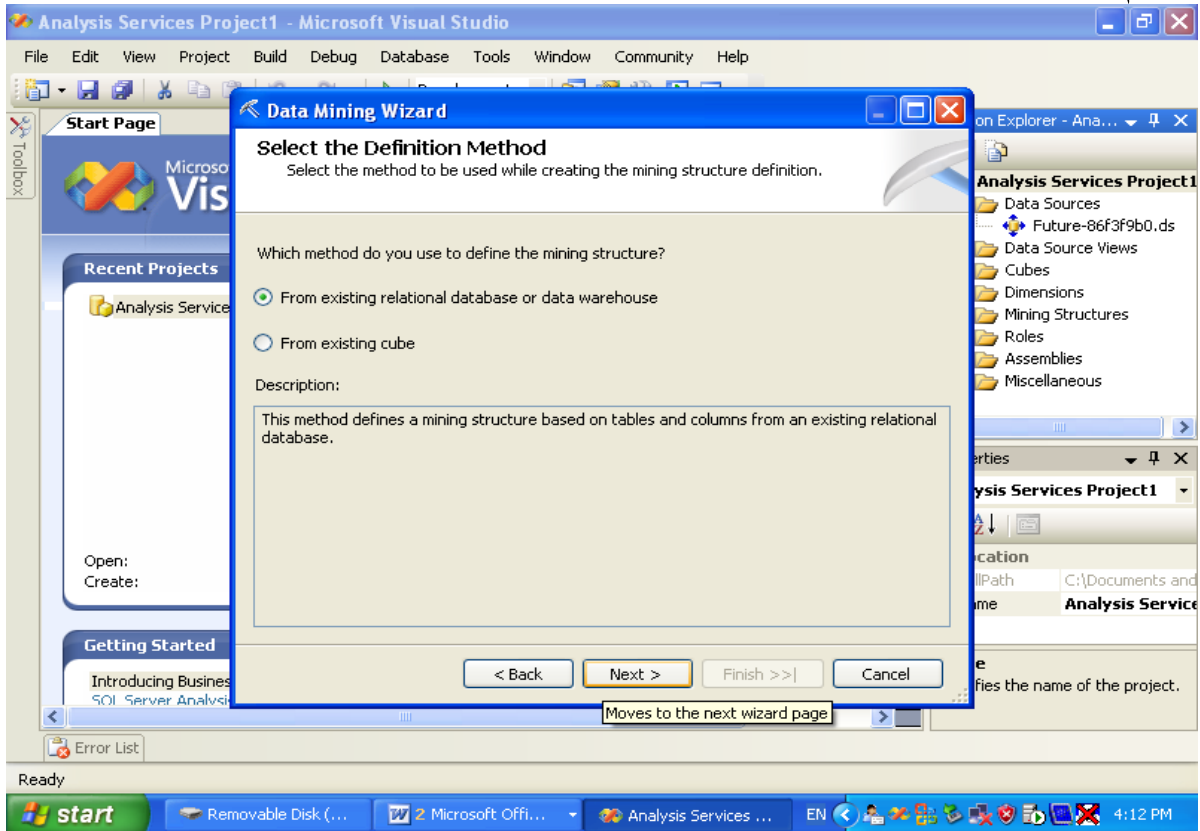 Analysis Services Project1 - Microsoft Visual Studio
File Edit View Project Build Debug Database Tools Window Community Help
Toolbox
Start Page
Microso
Vis
Recent Projects
Analysis Service
Open:
Create:
Getting Started
Introducing Busines
SQL Server Analysi
Data Mining Wizard
Select the Definition Method
Select the method to be used while creating the mining structure definition.
Which method do you use to define the mining structure?
From existing relational database or data warehouse
From existing cube
Description:
This method defines a mining structure based on tables and columns from an existing relational
database.
< Back Next > Finish >>| Cancel
Moves to the next wizard page
on Explorer - Ana...
Analysis Services Project1
Data Sources
Future-86f3f9b0.ds
Data Source Views
Cubes
Dimensions
Mining Structures
Roles
Assemblies
Miscellaneous
erties
ysis Services Project1
ocation
llPath C:\Documents and
me Analysis Service
e
fies the name of the project.
Error List
Ready
start Removable Disk (... 2 Microsoft Offi... Analysis Services ... EN 4:12 PM